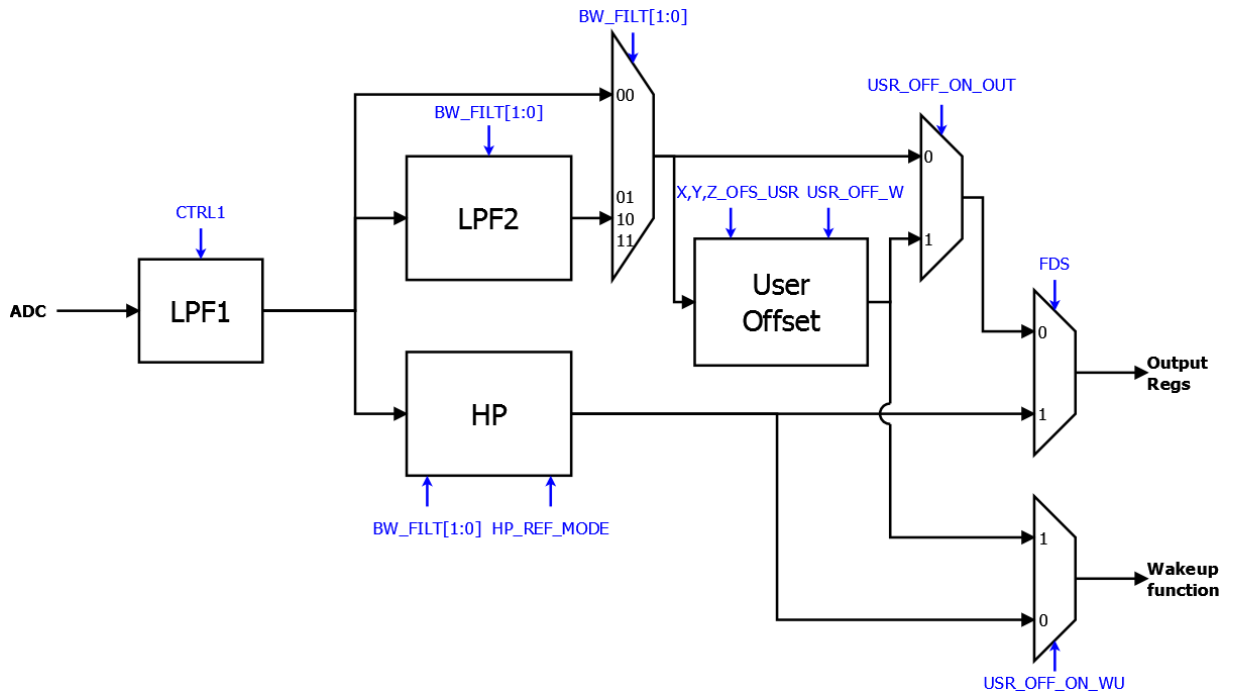 BW_FILT[1:0]
USR_OFF_ON_OUT
00
BW_FILT[1:0]
0
X,Y,Z_OFS_USR USR_OFF_W
01
10
11
CTRL1
LPF2
1
FDS
User
Offset
ADC
LPF1
0
Output
Regs
HP
1
BW_FILT[1:0] HP_REF_MODE
1
Wakeup
function
0
USR_OFF_ON_WU